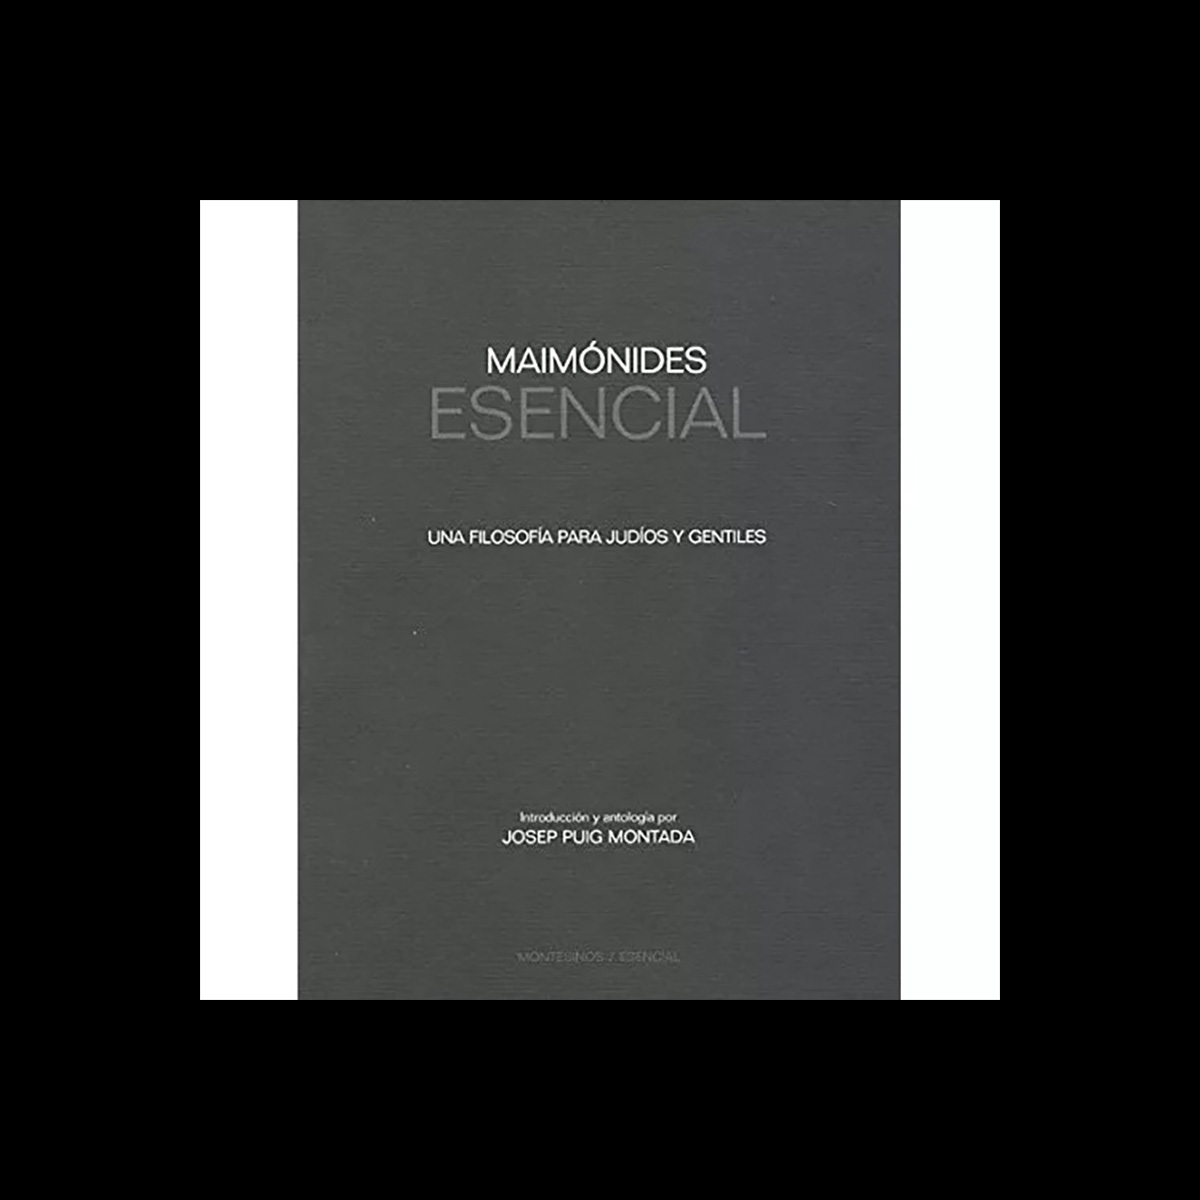 MAIMÓNIDES
ESENCIAL
UNA FILOSOFÍA PARA JUDÍOS Y GENTILES
Introducción y antología por
JOSEP PUIG MONTADA
MONTESINOS / ESENCIAL